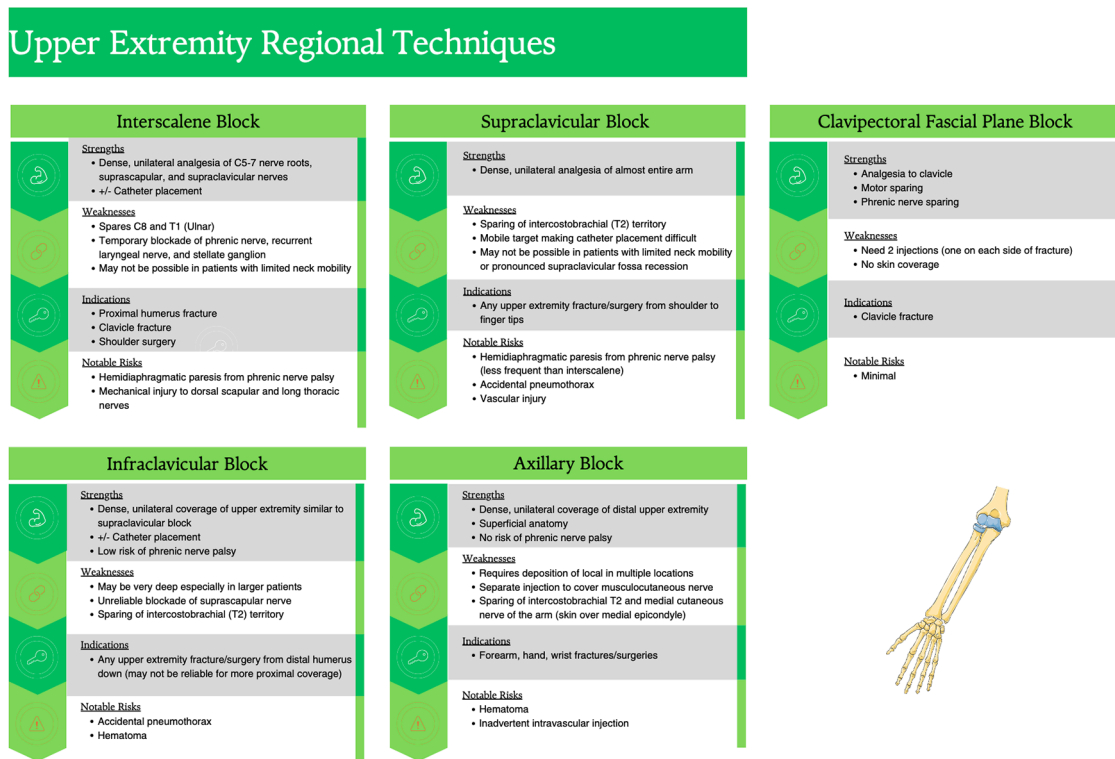 Upper Extremity Regional Techniques
Interscalene Block
Strengths
• Dense, unilateral analgesia of C5-7 nerve roots,
suprascapular, and supraclavicular nerves
• +/- Catheter placement
Weaknesses
• Spares C8 and T1 (Ulnar)
• Temporary blockade of phrenic nerve, recurrent
laryngeal nerve, and stellate ganglion
• May not be possible in patients with limited neck mobility
Indications
• Proximal humerus fracture
• Clavicle fracture
• Shoulder surgery
Notable Risks
• Hemidiaphragmatic paresis from phrenic nerve palsy
• Mechanical injury to dorsal scapular and long thoracic
nerves
Supraclavicular Block
Strengths
• Dense, unilateral analgesia of almost entire arm
Weaknesses
• Sparing of intercostobrachial (T2) territory
• Mobile target making catheter placement difficult
• May not be possible in patients with limited neck mobility
or pronounced supraclavicular fossa recession
Indications
• Any upper extremity fracture/surgery from shoulder to
finger tips
Notable Risks
• Hemidiaphragmatic paresis from phrenic nerve palsy
(less frequent than interscalene)
• Accidental pneumothorax
• Vascular injury
Clavipectoral Fascial Plane Block
Strengths
• Analgesia to clavicle
• Motor sparing
• Phrenic nerve sparing
Weaknesses
• Need 2 injections (one on each side of fracture)
• No skin coverage
Indications
• Clavicle fracture
Notable Risks
• Minimal
Infraclavicular Block
Strengths
• Dense, unilateral coverage of upper extremity similar to
supraclavicular block
• +/- Catheter placement
• Low risk of phrenic nerve palsy
Weaknesses
• May be very deep especially in larger patients
• Unreliable blockade of suprascapular nerve
• Sparing of intercostobrachial (T2) territory
Indications
• Any upper extremity fracture/surgery from distal humerus
down (may not be reliable for more proximal coverage)
Notable Risks
• Accidental pneumothorax
• Hematoma
Axillary Block
Strengths
• Dense, unilateral coverage of distal upper extremity
• Superficial anatomy
• No risk of phrenic nerve palsy
Weaknesses
• Requires deposition of local in multiple locations
• Separate injection to cover musculocutaneous nerve
• Sparing of intercostobrachial T2 and medial cutaneous
nerve of the arm (skin over medial epicondyle)
Indications
• Forearm, hand, wrist fractures/surgeries
Notable Risks
• Hematoma
• Inadvertent intravascular injection